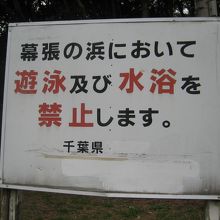 幕張の浜において
遊泳及び水浴を
禁止します。
千葉県